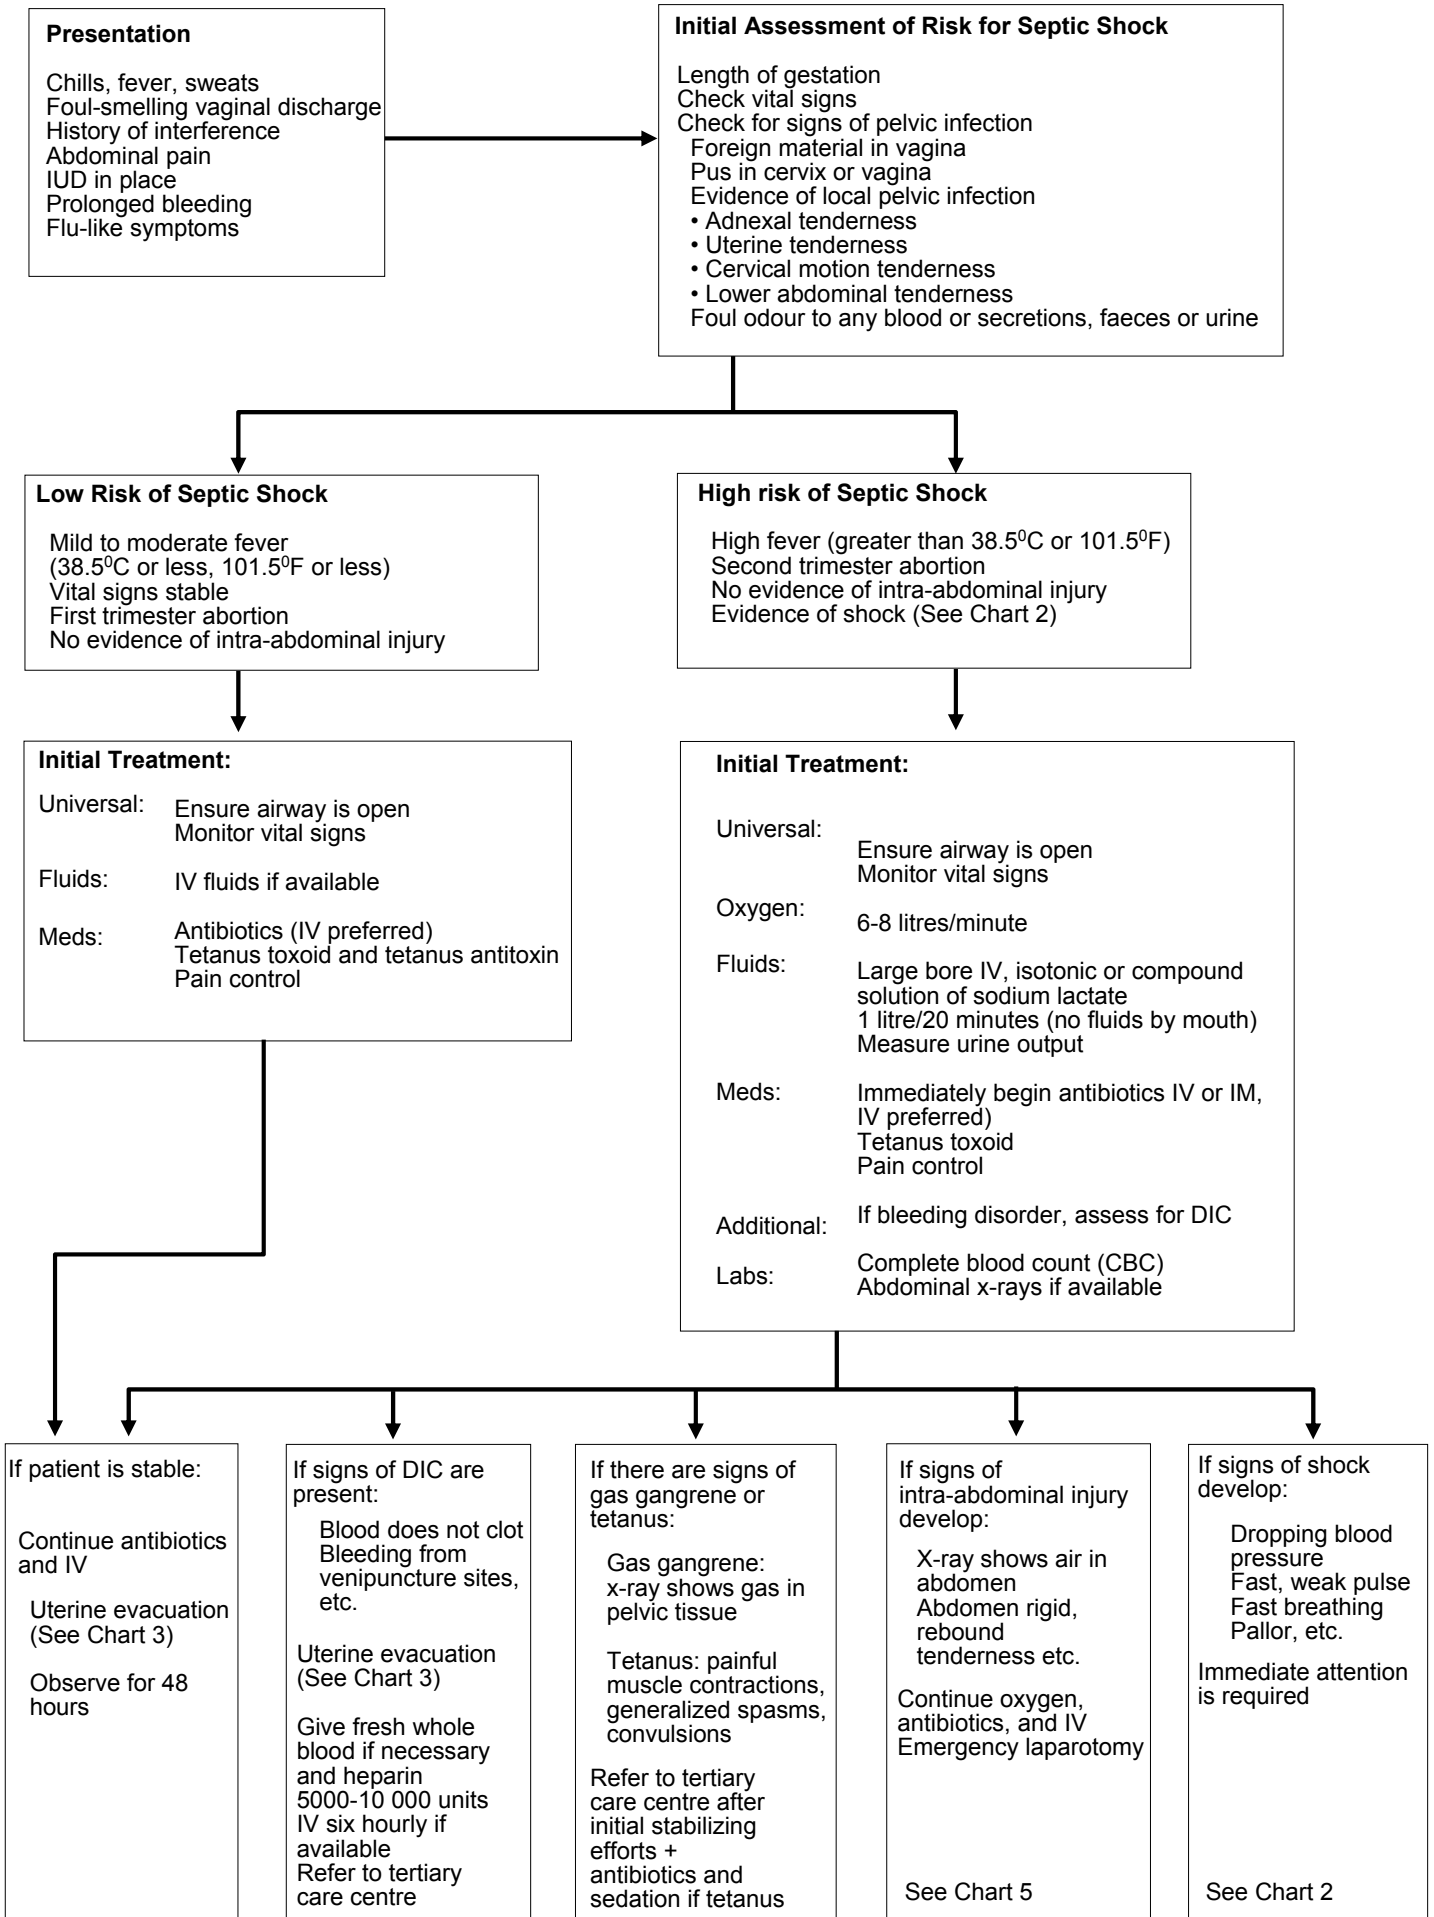 Presentation
Chills, fever, sweats
Foul-smelling vaginal discharge
History of interference
Abdominal pain
IUD in place
Prolonged bleeding
Flu-like symptoms
Initial Assessment of Risk for Septic Shock
Length of gestation
Check vital signs
Check for signs of pelvic infection
Foreign material in vagina
Pus in cervix or vagina
Evidence of local pelvic infection
• Adnexal tenderness
• Uterine tenderness
• Cervical motion tenderness
• Lower abdominal tenderness
Foul odour to any blood or secretions, faeces or urine
Low Risk of Septic Shock
Mild to moderate fever
(38.5⁰C or less, 101.5⁰F or less)
Vital signs stable
First trimester abortion
No evidence of intra-abdominal injury
High risk of Septic Shock
High fever (greater than 38.5⁰C or 101.5⁰F)
Second trimester abortion
No evidence of intra-abdominal injury
Evidence of shock (See Chart 2)
Initial Treatment:
Universal: Ensure airway is open
Monitor vital signs
Fluids: IV fluids if available
Meds: Antibiotics (IV preferred)
Tetanus toxoid and tetanus antitoxin
Pain control
Initial Treatment:
Universal:
Ensure airway is open
Monitor vital signs
Oxygen: 6-8 litres/minute
Fluids: Large bore IV, isotonic or compound
solution of sodium lactate
1 litre/20 minutes (no fluids by mouth)
Measure urine output
Meds: Immediately begin antibiotics IV or IM,
IV preferred)
Tetanus toxoid
Pain control
Additional: If bleeding disorder, assess for DIC
Labs: Complete blood count (CBC)
Abdominal x-rays if available
If patient is stable:
Continue antibiotics
and IV
Uterine evacuation
(See Chart 3)
Observe for 48
hours
If signs of DIC are
present:
Blood does not clot
Bleeding from
venipuncture sites,
etc.
Uterine evacuation
(See Chart 3)
Give fresh whole
blood if necessary
and heparin
5000-10 000 units
IV six hourly if
available
Refer to tertiary
care centre
If there are signs of
gas gangrene or
tetanus:
Gas gangrene:
x-ray shows gas in
pelvic tissue
Tetanus: painful
muscle contractions,
generalized spasms,
convulsions
Refer to tertiary
care centre after
initial stabilizing
efforts +
antibiotics and
sedation if tetanus
If signs of
intra-abdominal injury
develop:
X-ray shows air in
abdomen
Abdomen rigid,
rebound
tenderness etc.
Continue oxygen,
antibiotics, and IV
Emergency laparotomy
See Chart 5
If signs of shock
develop:
Dropping blood
pressure
Fast, weak pulse
Fast breathing
Pallor, etc.
Immediate attention
is required
See Chart 2